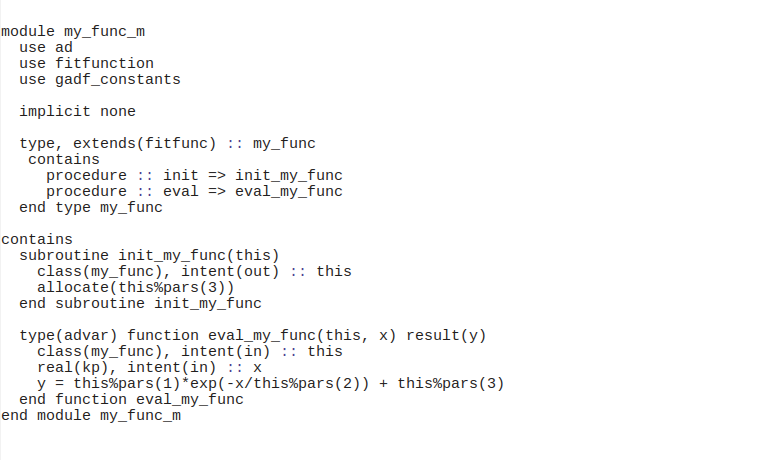 module my_func_m
  use ad
  use fitfunction
  use gadf_constants

  implicit none

  type, extends(fitfunc) :: my_func
   contains
     procedure :: init => init_my_func
     procedure :: eval => eval_my_func
  end type my_func

contains
  subroutine init_my_func(this)
    class(my_func), intent(out) :: this
    allocate(this%pars(3))
  end subroutine init_my_func

  type(advar) function eval_my_func(this, x) result(y)
    class(my_func), intent(in) :: this
    real(kp), intent(in) :: x
    y = this%pars(1)*exp(-x/this%pars(2)) + this%pars(3)
  end function eval_my_func
end module my_func_m